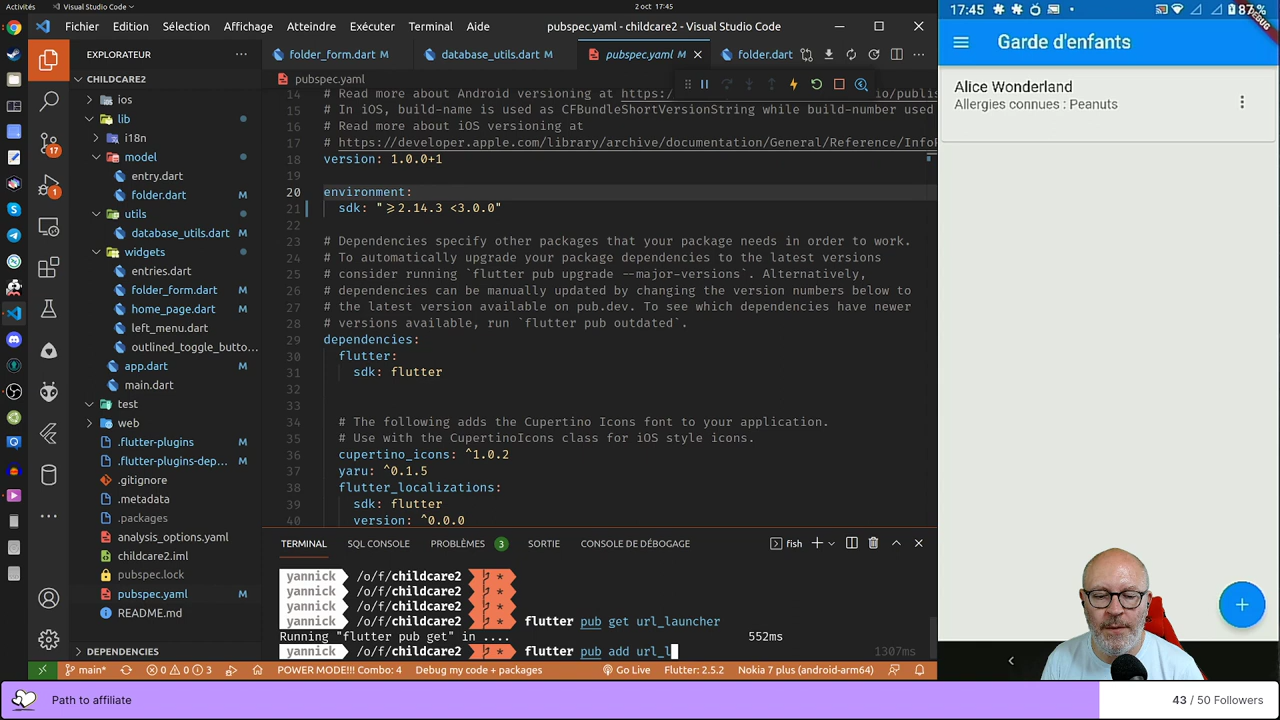 Activités
Visual Studio Code
2 oct 17:45
Fichier Edition Sélection Affichage Atteindre Exécuter Terminal Aide
pubspec.yaml - childcare2 - Visual Studio Code
EXPLORATEUR
CHILDCARE2
ios
lib
i18n
model
entry.dart
folder.dart M
utils
database_utils.dart M
widgets
entries.dart
folder_form.dart M
home_page.dart M
left_menu.dart
outlined_toggle_butto...
app.dart M
main.dart
test
web
.flutter-plugins M
.flutter-plugins-dep... M
.gitignore
.metadata
.packages
analysis_options.yaml
childcare2.iml
pubspec.lock
pubspec.yaml M
README.md
DEPENDENCIES
17
1
folder_form.dart M
database_utils.dart M
pubspec.yaml M
folder.dart
pubspec.yaml
14 # Read more about Android versioning at https:
io/publis
15 # In iOS, build-name is used as CFBundleShortVersionString while build-number used
16 # Read more about iOS versioning at
17 # https://developer.apple.com/library/archive/documentation/General/Reference/InfoP
18 version: 1.0.0+1
19
20 environment:
21 sdk: ">=2.14.3 <3.0.0"
22
23 # Dependencies specify other packages that your package needs in order to work.
24 # To automatically upgrade your package dependencies to the latest versions
25 # consider running `flutter pub upgrade --major-versions`. Alternatively,
26 # dependencies can be manually updated by changing the version numbers below to
27 # the latest version available on pub.dev. To see which dependencies have newer
28 # versions available, run `flutter pub outdated`.
29 dependencies:
30 flutter:
31 sdk: flutter
32
33
34 # The following adds the Cupertino Icons font to your application.
35 # Use with the CupertinoIcons class for iOS style icons.
36 cupertino_icons: ^1.0.2
37 yaru: ^0.1.5
38 flutter_localizations:
39 sdk: flutter
40 version: ^0.0.0
TERMINAL SQL CONSOLE PROBLÈMES 3 SORTIE CONSOLE DE DÉBOGAGE
fish
yannick /o/f/childcare2 *
yannick /o/f/childcare2 *
yannick /o/f/childcare2 *
yannick /o/f/childcare2 * flutter pub get url_launcher
Running "flutter pub get" in .... 552ms
yannick /o/f/childcare2 * flutter pub add url_l 1307ms
main* 0 0 3 POWER MODE!!! Combo: 4 Debug my code + packages Go Live Flutter: 2.5.2 Nokia 7 plus (android-arm64)
17:45
87%
DEBUG
Garde d'enfants
Alice Wonderland
Allergies connues : Peanuts
Path to affiliate
43 / 50 Followers